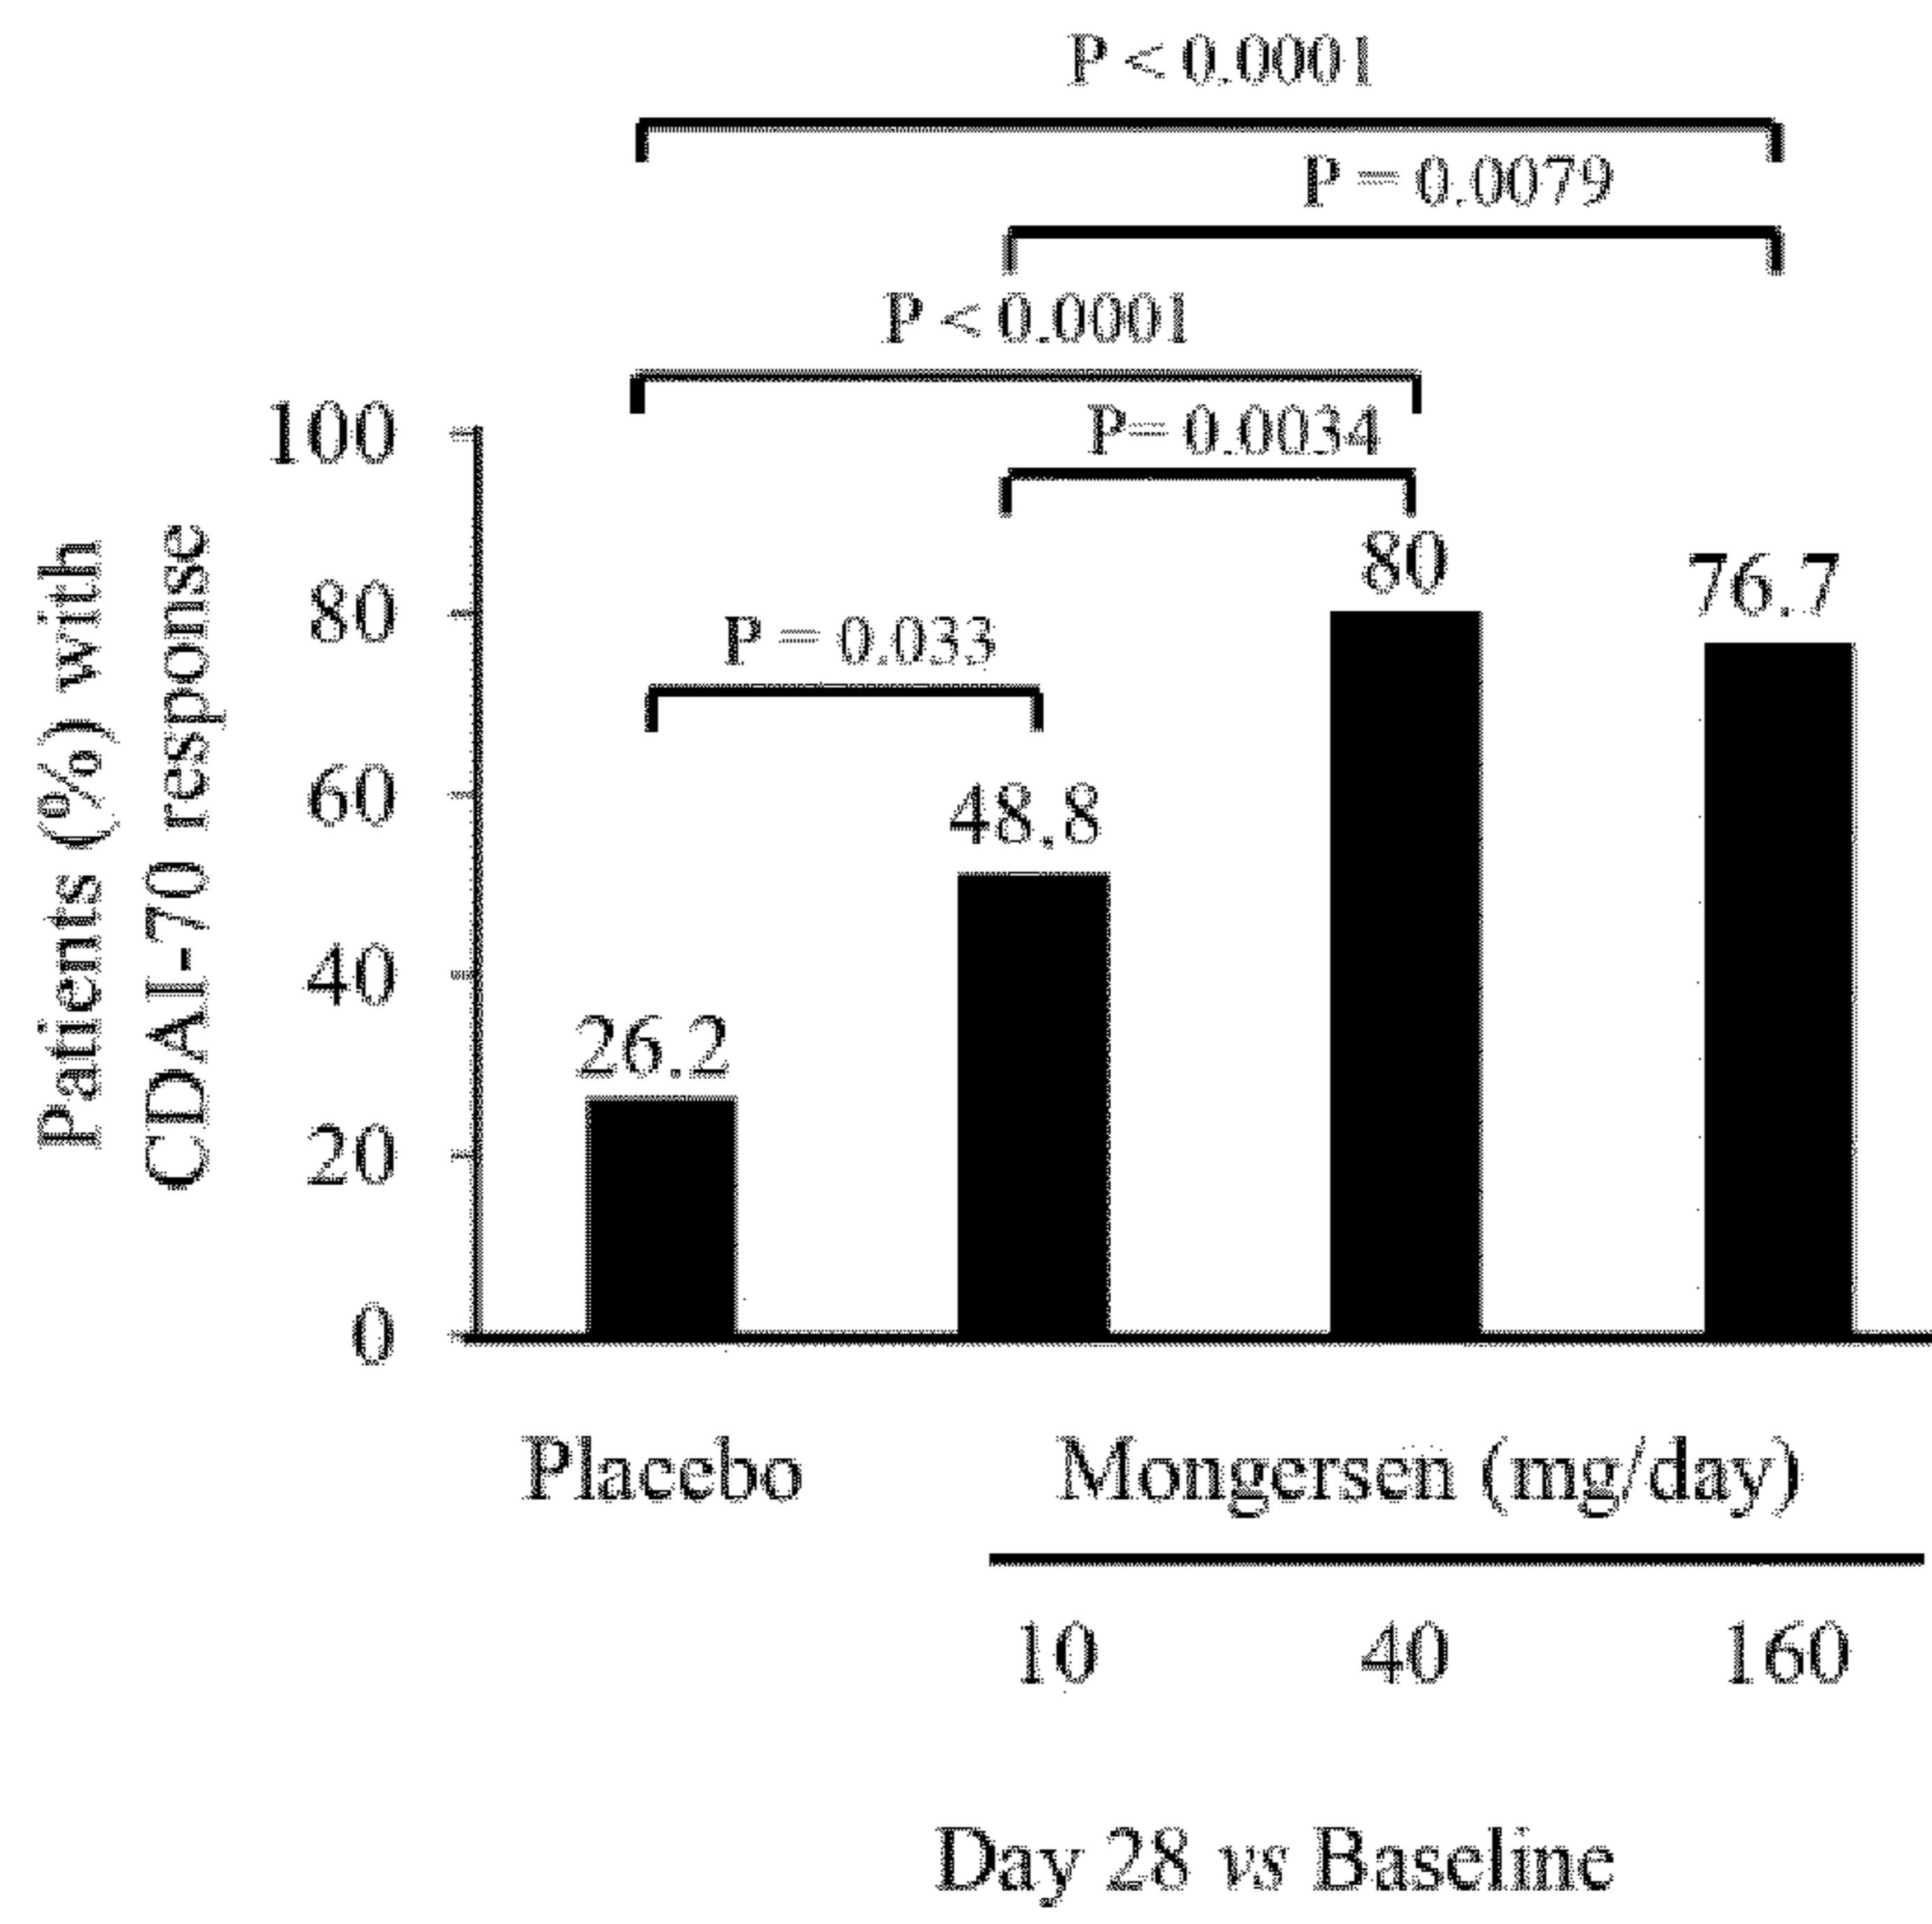 P < 0.0001
P = 0.0079
P < 0.0001
P= 0.0034
P = 0.033
Patients (%) with
CDAI-70 response
100
80
60
40
20
0
26.2
48.8
80
76.7
Placebo
Mongersen (mg/day)
10
40
160
Day 28 vs Baseline